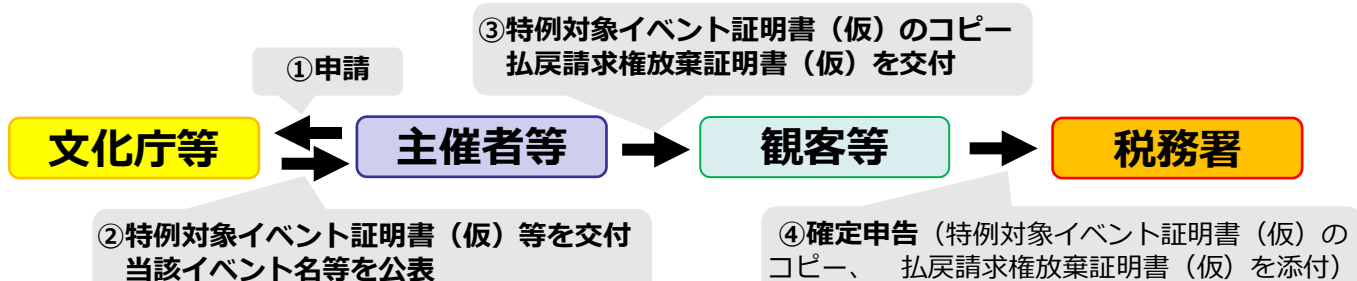 ③特例対象イベント証明書（仮）のコピー
払戻請求権放棄証明書（仮）を交付
①申請
文化庁等
主催者等
観客等
税務署
②特例対象イベント証明書（仮）等を交付
当該イベント名等を公表
④確定申告（特例対象イベント証明書（仮）の
コピー、　払戻請求権放棄証明書（仮）を添付）